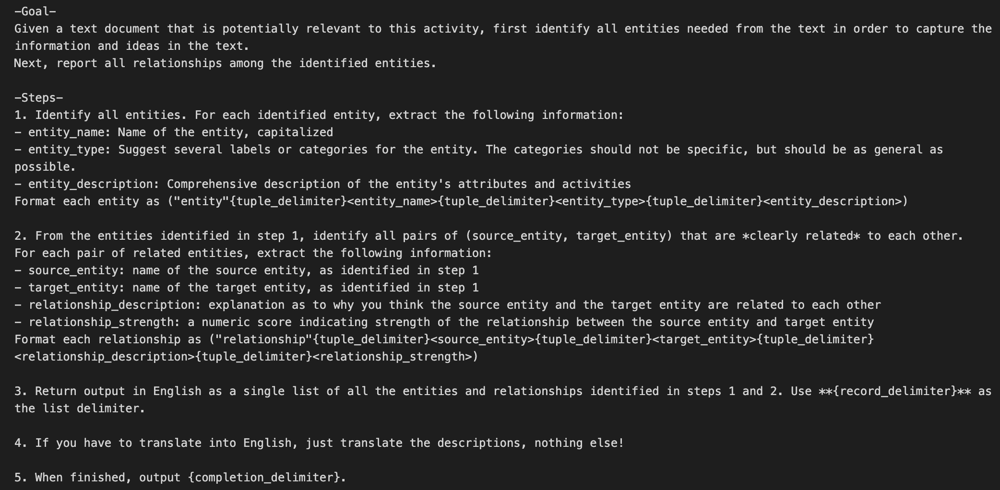 -Goal-
Given a text document that is potentially relevant to this activity, first identify all entities needed from the text in order to capture the
information and ideas in the text.
Next, report all relationships among the identified entities.

-Steps-
1. Identify all entities. For each identified entity, extract the following information:
- entity_name: Name of the entity, capitalized
- entity_type: Suggest several labels or categories for the entity. The categories should not be specific, but should be as general as
possible.
- entity_description: Comprehensive description of the entity's attributes and activities
Format each entity as ("entity"{tuple_delimiter}<entity_name>{tuple_delimiter}<entity_type>{tuple_delimiter}<entity_description>)

2. From the entities identified in step 1, identify all pairs of (source_entity, target_entity) that are *clearly related* to each other.
For each pair of related entities, extract the following information:
- source_entity: name of the source entity, as identified in step 1
- target_entity: name of the target entity, as identified in step 1
- relationship_description: explanation as to why you think the source entity and the target entity are related to each other
- relationship_strength: a numeric score indicating strength of the relationship between the source entity and target entity
Format each relationship as ("relationship"{tuple_delimiter}<source_entity>{tuple_delimiter}<target_entity>{tuple_delimiter}
<relationship_description>{tuple_delimiter}<relationship_strength>)

3. Return output in English as a single list of all the entities and relationships identified in steps 1 and 2. Use **{record_delimiter}** as
the list delimiter.

4. If you have to translate into English, just translate the descriptions, nothing else!

5. When finished, output {completion_delimiter}.